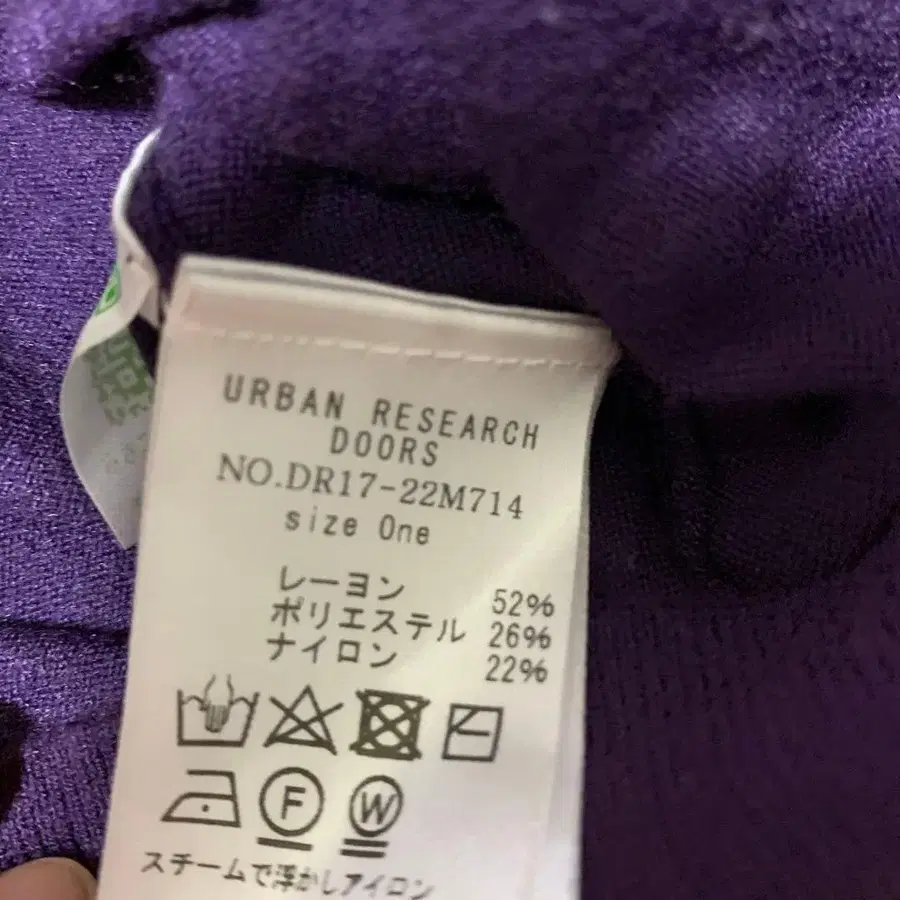 URBAN RESEARCH
DOORS
NO.DR17-22M714
size One
レーヨン 52%
ポリエステル 26%
ナイロン 22%
F W
スチームで浮かしアイロン